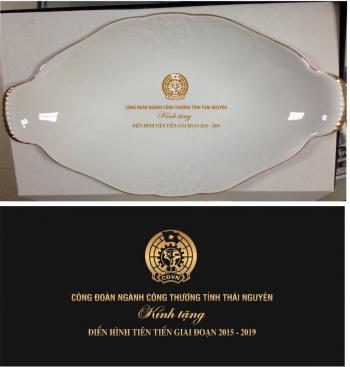 CÔNG ĐOÀN NGÀNH CÔNG THƯƠNG TỈNH THÁI NGUYÊN
Kính tặng
ĐIỂN HÌNH TIÊN TIẾN GIAI ĐOẠN 2015 - 2019
CĐVN
CÔNG ĐOÀN NGÀNH CÔNG THƯƠNG TỈNH THÁI NGUYÊN
Kính tặng
ĐIỂN HÌNH TIÊN TIẾN GIAI ĐOẠN 2015 - 2019